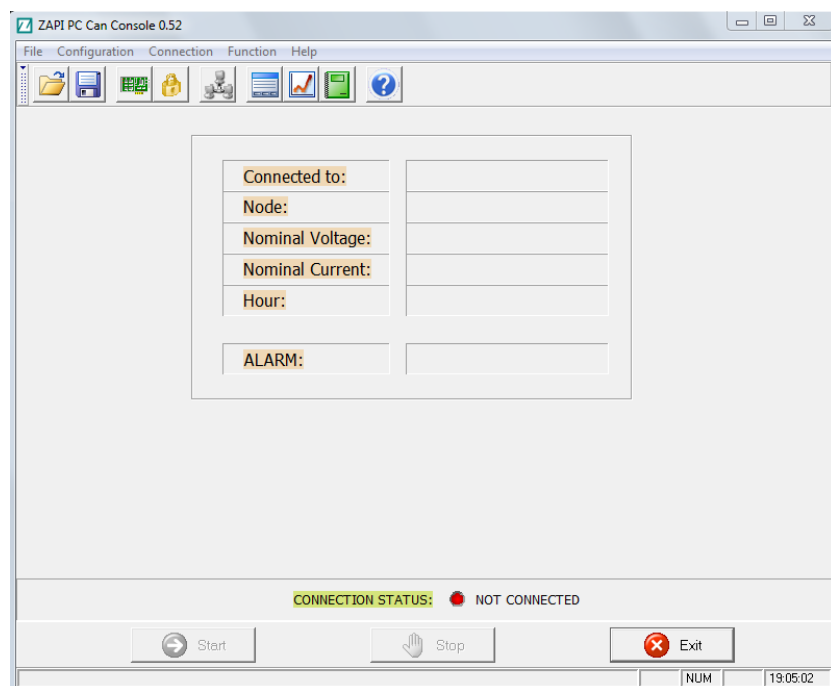 ZAPI PC Can Console 0.52
File Configuration Connection Function Help
Connected to:
Node:
Nominal Voltage:
Nominal Current:
Hour:
ALARM:
CONNECTION STATUS: NOT CONNECTED
Start Stop Exit
NUM 19:05:02